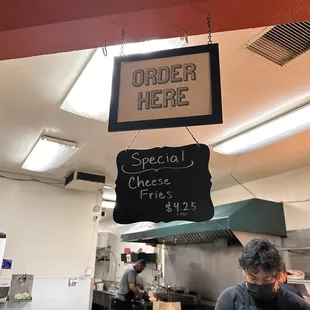 ORDER
HERE
Special
Cheese
Fries
$4.25